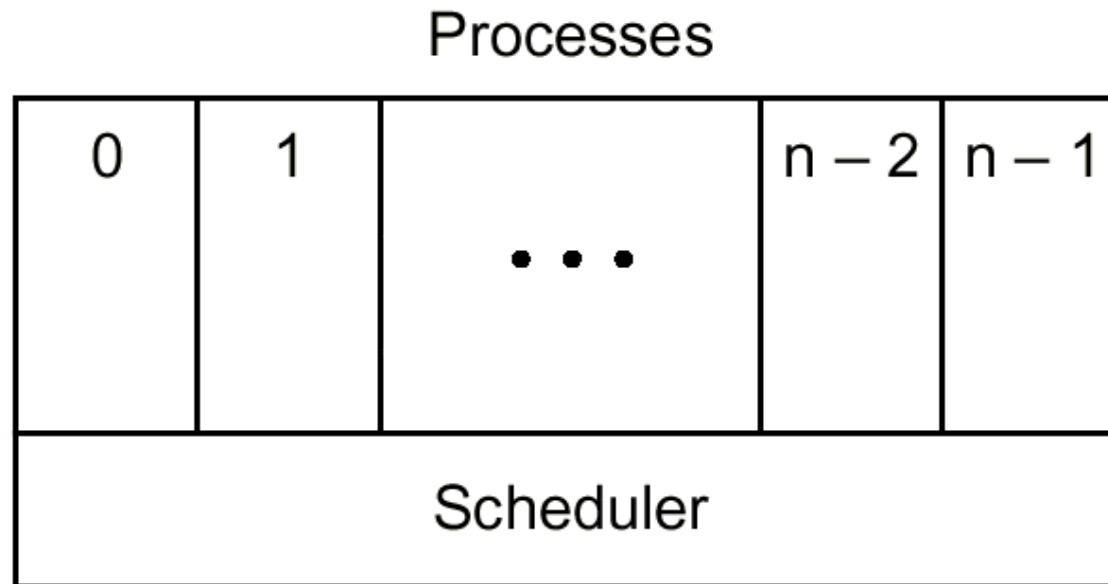 Processes
0 1 n – 2 n – 1
• • •
Scheduler